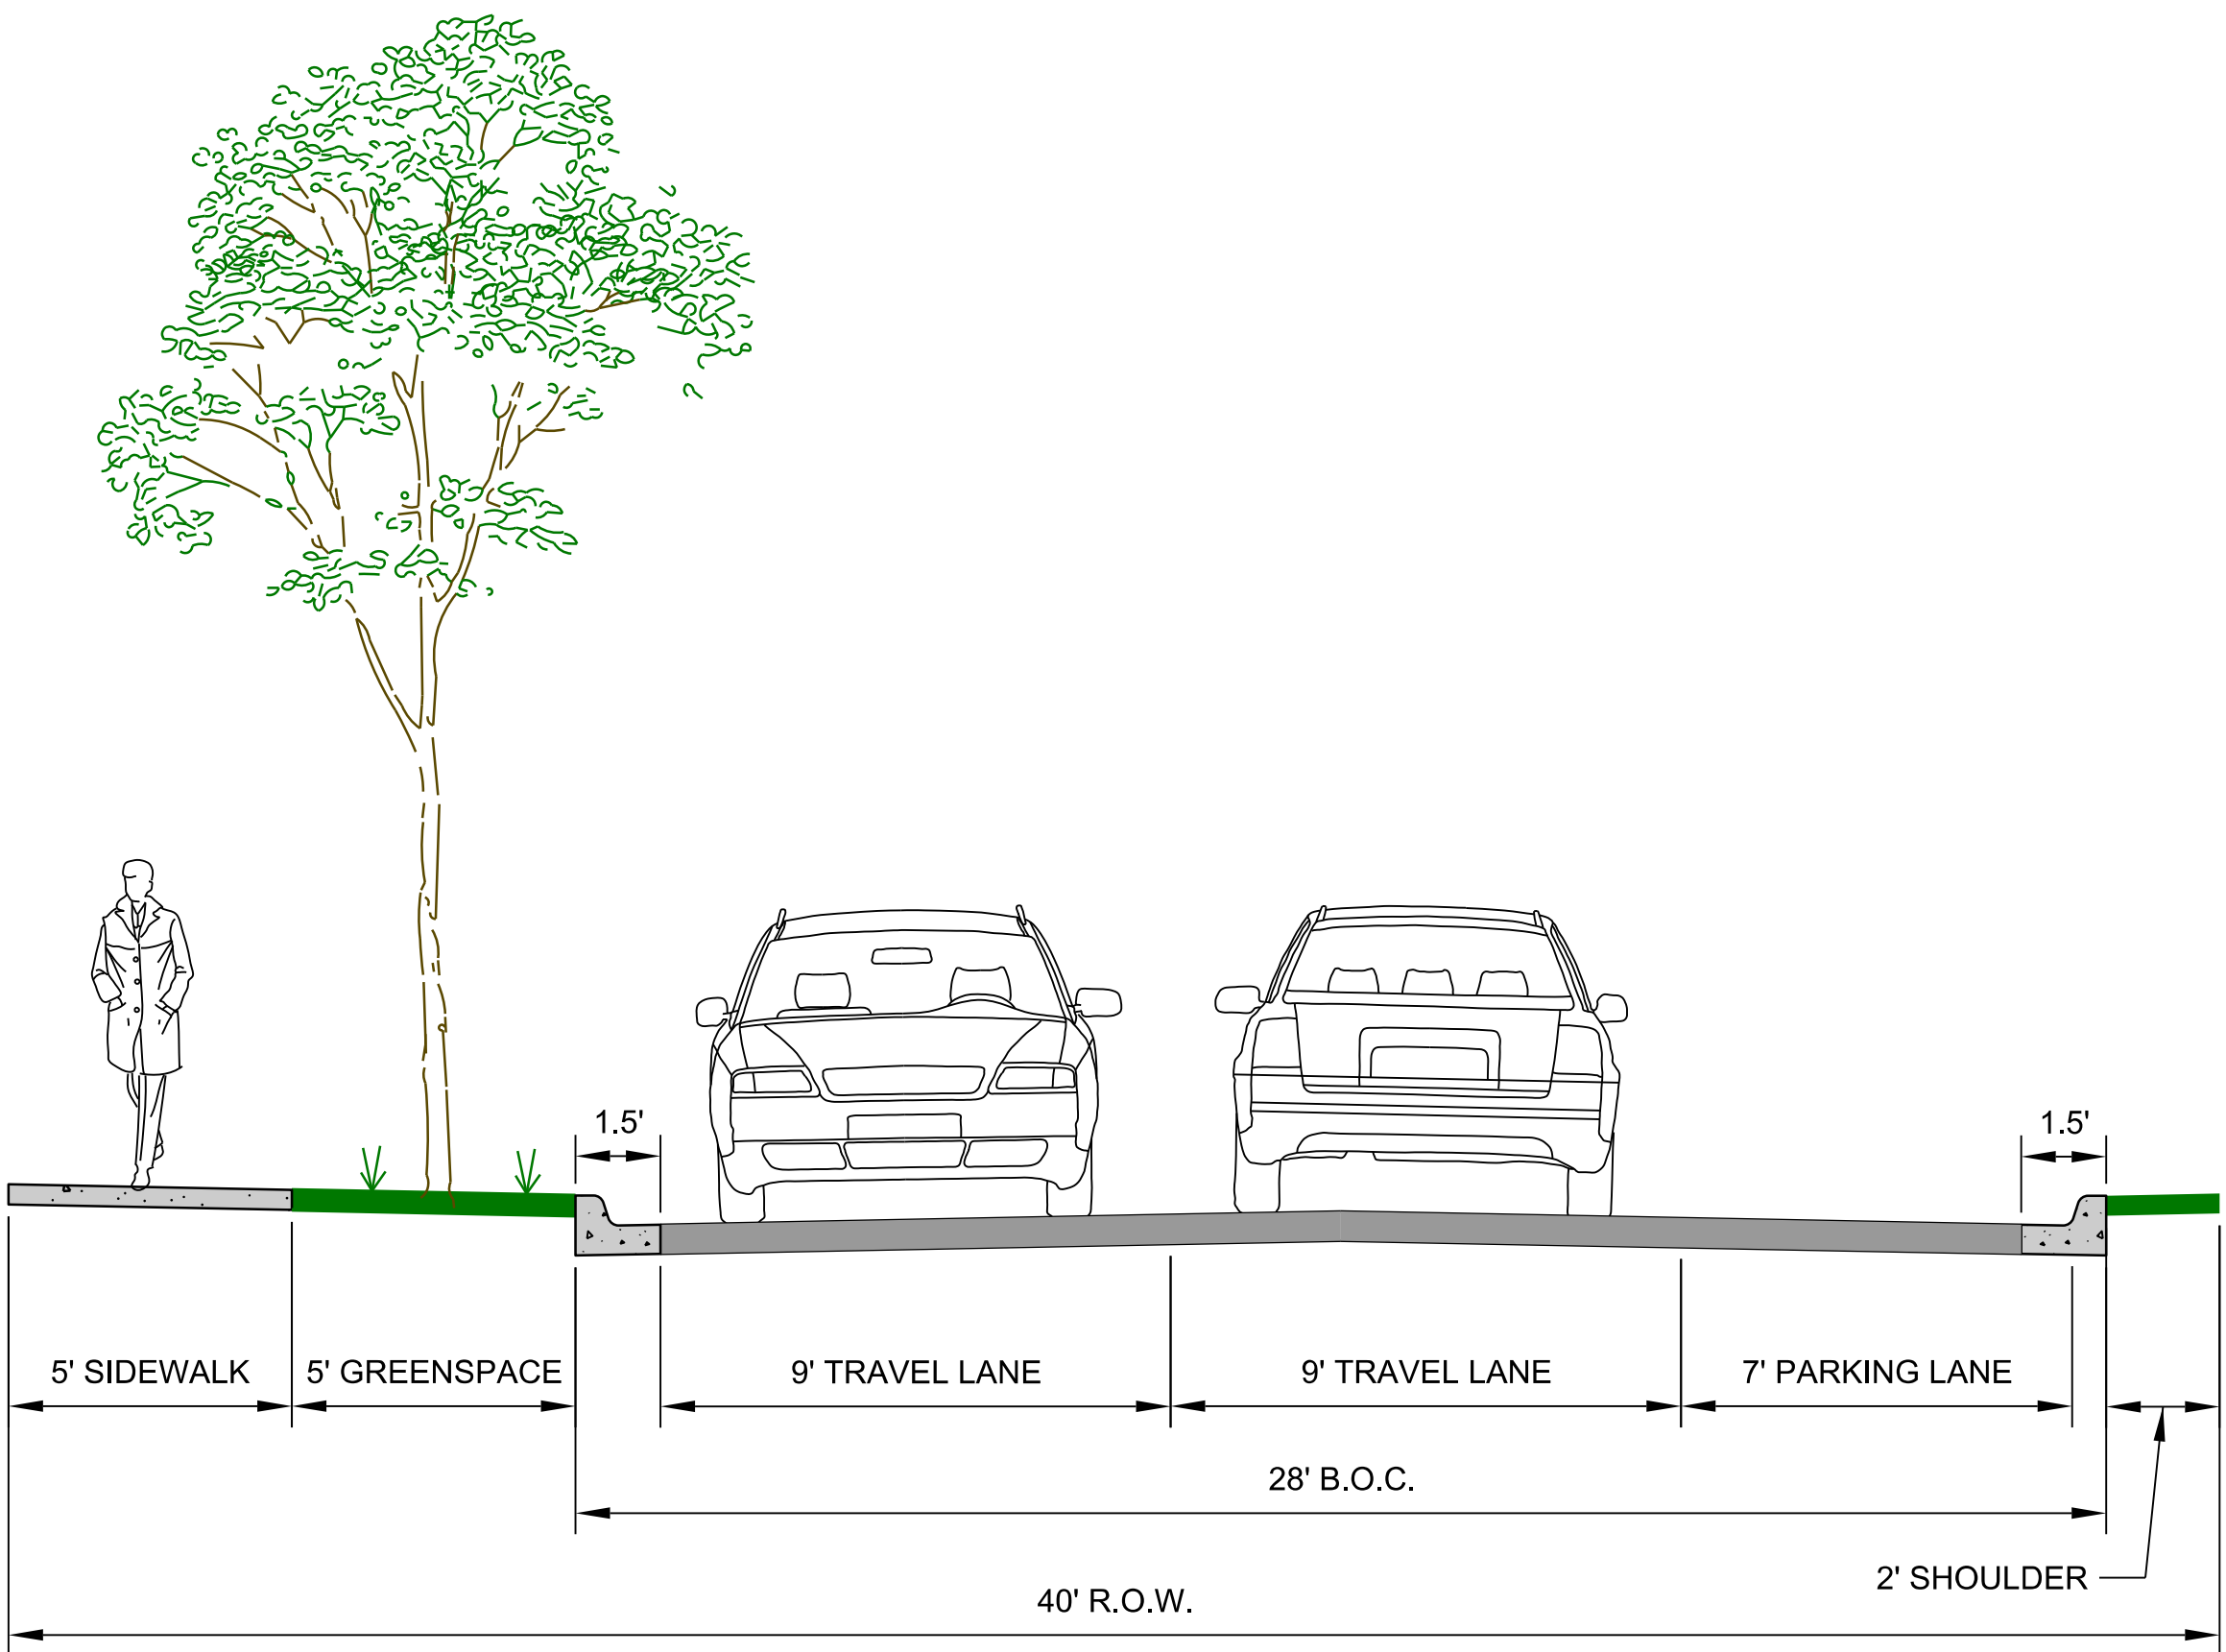 1.5'
1.5'
5' SIDEWALK
5' GREENSPACE
9' TRAVEL LANE
9' TRAVEL LANE
7' PARKING LANE
28' B.O.C.
2' SHOULDER
40' R.O.W.